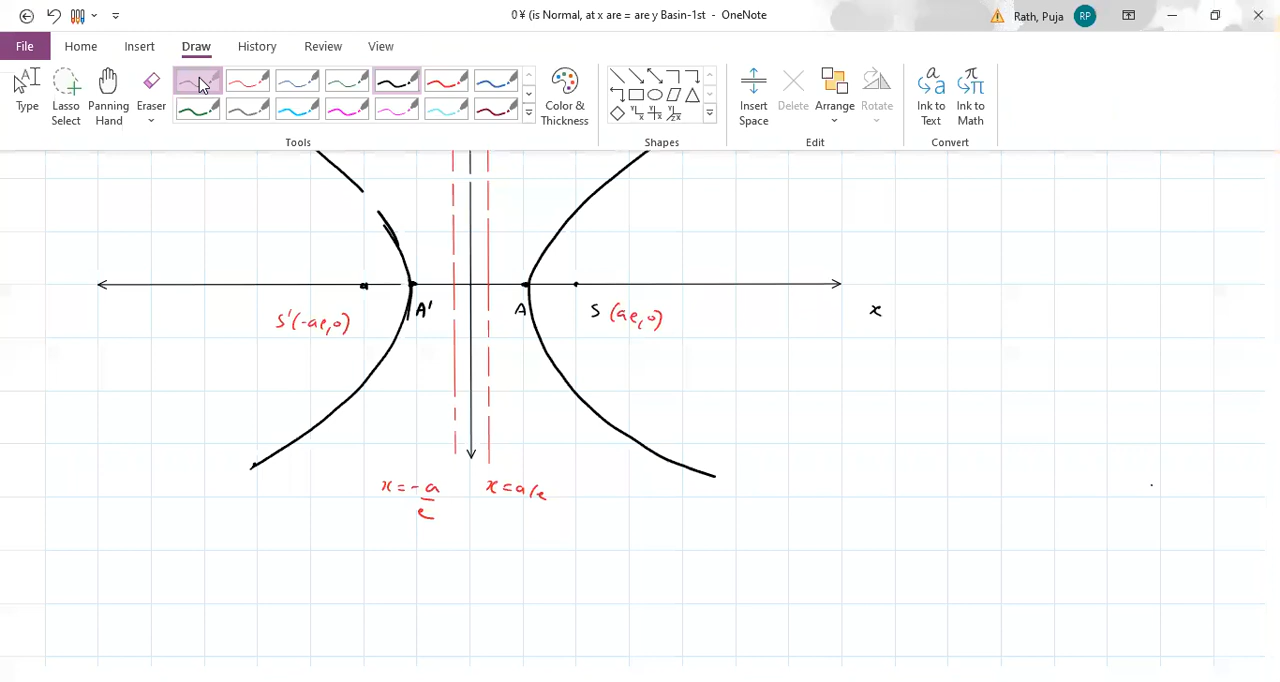 0 ¥ (is Normal, at x are = are y Basin-1st - OneNote
Rath, Puja RP
File Home Insert Draw History Review View
Type
Lasso Select
Panning Hand
Eraser
Color & Thickness
Insert Space
Delete
Arrange
Rotate
Ink to Text
Ink to Math
Tools Shapes Edit Convert
S'(-ae,0) A' A S (ae,0) x
x = -a/e x = a/e